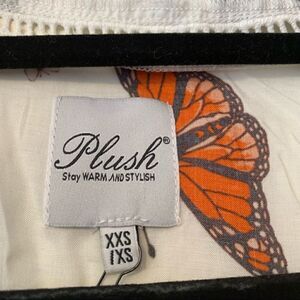 Plush®
Stay WARM AND STYLISH
XXS
/XS